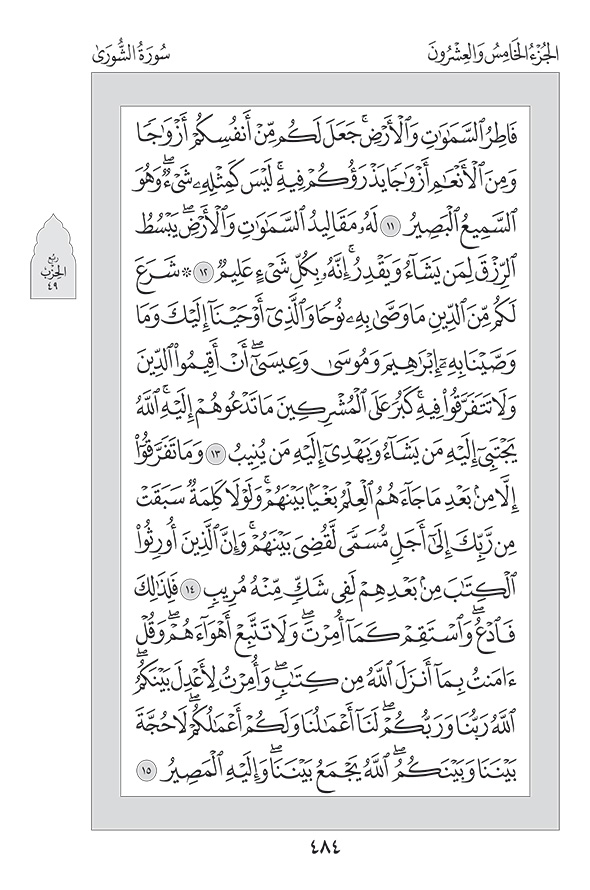 الجُزْءُ الخَامِسُ وَالعِشْرُونَ
سُورَةُ الشُّورَىٰ
فَاطِرُ ٱلسَّمَٰوَٰتِ وَٱلْأَرْضِۚ جَعَلَ لَكُم مِّنْ أَنفُسِكُمْ أَزْوَٰجًا
وَمِنَ ٱلْأَنْعَٰمِ أَزْوَٰجًا يَذْرَؤُكُمْ فِيهِۚ لَيْسَ كَمِثْلِهِۦ شَىْءٌۖ وَهُوَ
ٱلسَّمِيعُ ٱلْبَصِيرُ ١١ لَهُۥ مَقَالِيدُ ٱلسَّمَٰوَٰتِ وَٱلْأَرْضِۖ يَبْسُطُ
ٱلرِّزْقَ لِمَن يَشَآءُ وَيَقْدِرُۚ إِنَّهُۥ بِكُلِّ شَىْءٍ عَلِيمٌ ١٢ ۞ شَرَعَ
لَكُم مِّنَ ٱلدِّينِ مَا وَصَّىٰ بِهِۦ نُوحًا وَٱلَّذِىٓ أَوْحَيْنَآ إِلَيْكَ وَمَا
وَصَّيْنَا بِهِۦٓ إِبْرَٰهِيمَ وَمُوسَىٰ وَعِيسَىٰٓۖ أَنْ أَقِيمُوا۟ ٱلدِّينَ
وَلَا تَتَفَرَّقُوا۟ فِيهِۚ كَبُرَ عَلَى ٱلْمُشْرِكِينَ مَا تَدْعُوهُمْ إِلَيْهِۚ ٱللَّهُ
يَجْتَبِىٓ إِلَيْهِ مَن يَشَآءُ وَيَهْدِىٓ إِلَيْهِ مَن يُنِيبُ ١٣ وَمَا تَفَرَّقُوٓا۟
إِلَّا مِنۢ بَعْدِ مَا جَآءَهُمُ ٱلْعِلْمُ بَغْيًۢا بَيْنَهُمْۚ وَلَوْلَا كَلِمَةٌ سَبَقَتْ
مِن رَّبِّكَ إِلَىٰٓ أَجَلٍ مُّسَمًّى لَّقُضِىَ بَيْنَهُمْۚ وَإِنَّ ٱلَّذِينَ أُورِثُوا۟
ٱلْكِتَٰبَ مِنۢ بَعْدِهِمْ لَفِى شَكٍّ مِّنْهُ مُرِيبٍ ١٤ فَلِذَٰلِكَ
فَٱدْعُۖ وَٱسْتَقِمْ كَمَآ أُمِرْتَۖ وَلَا تَتَّبِعْ أَهْوَآءَهُمْۖ وَقُلْ
ءَامَنتُ بِمَآ أَنزَلَ ٱللَّهُ مِن كِتَٰبٍۖ وَأُمِرْتُ لِأَعْدِلَ بَيْنَكُمُۖ
ٱللَّهُ رَبُّنَا وَرَبُّكُمْۖ لَنَآ أَعْمَٰلُنَا وَلَكُمْ أَعْمَٰلُكُمْۖ لَا حُجَّةَ
بَيْنَنَا وَبَيْنَكُمُۖ ٱللَّهُ يَجْمَعُ بَيْنَنَاۖ وَإِلَيْهِ ٱلْمَصِيرُ ١٥
رُبْع
الحِزْب
٤٩
٤٨٤